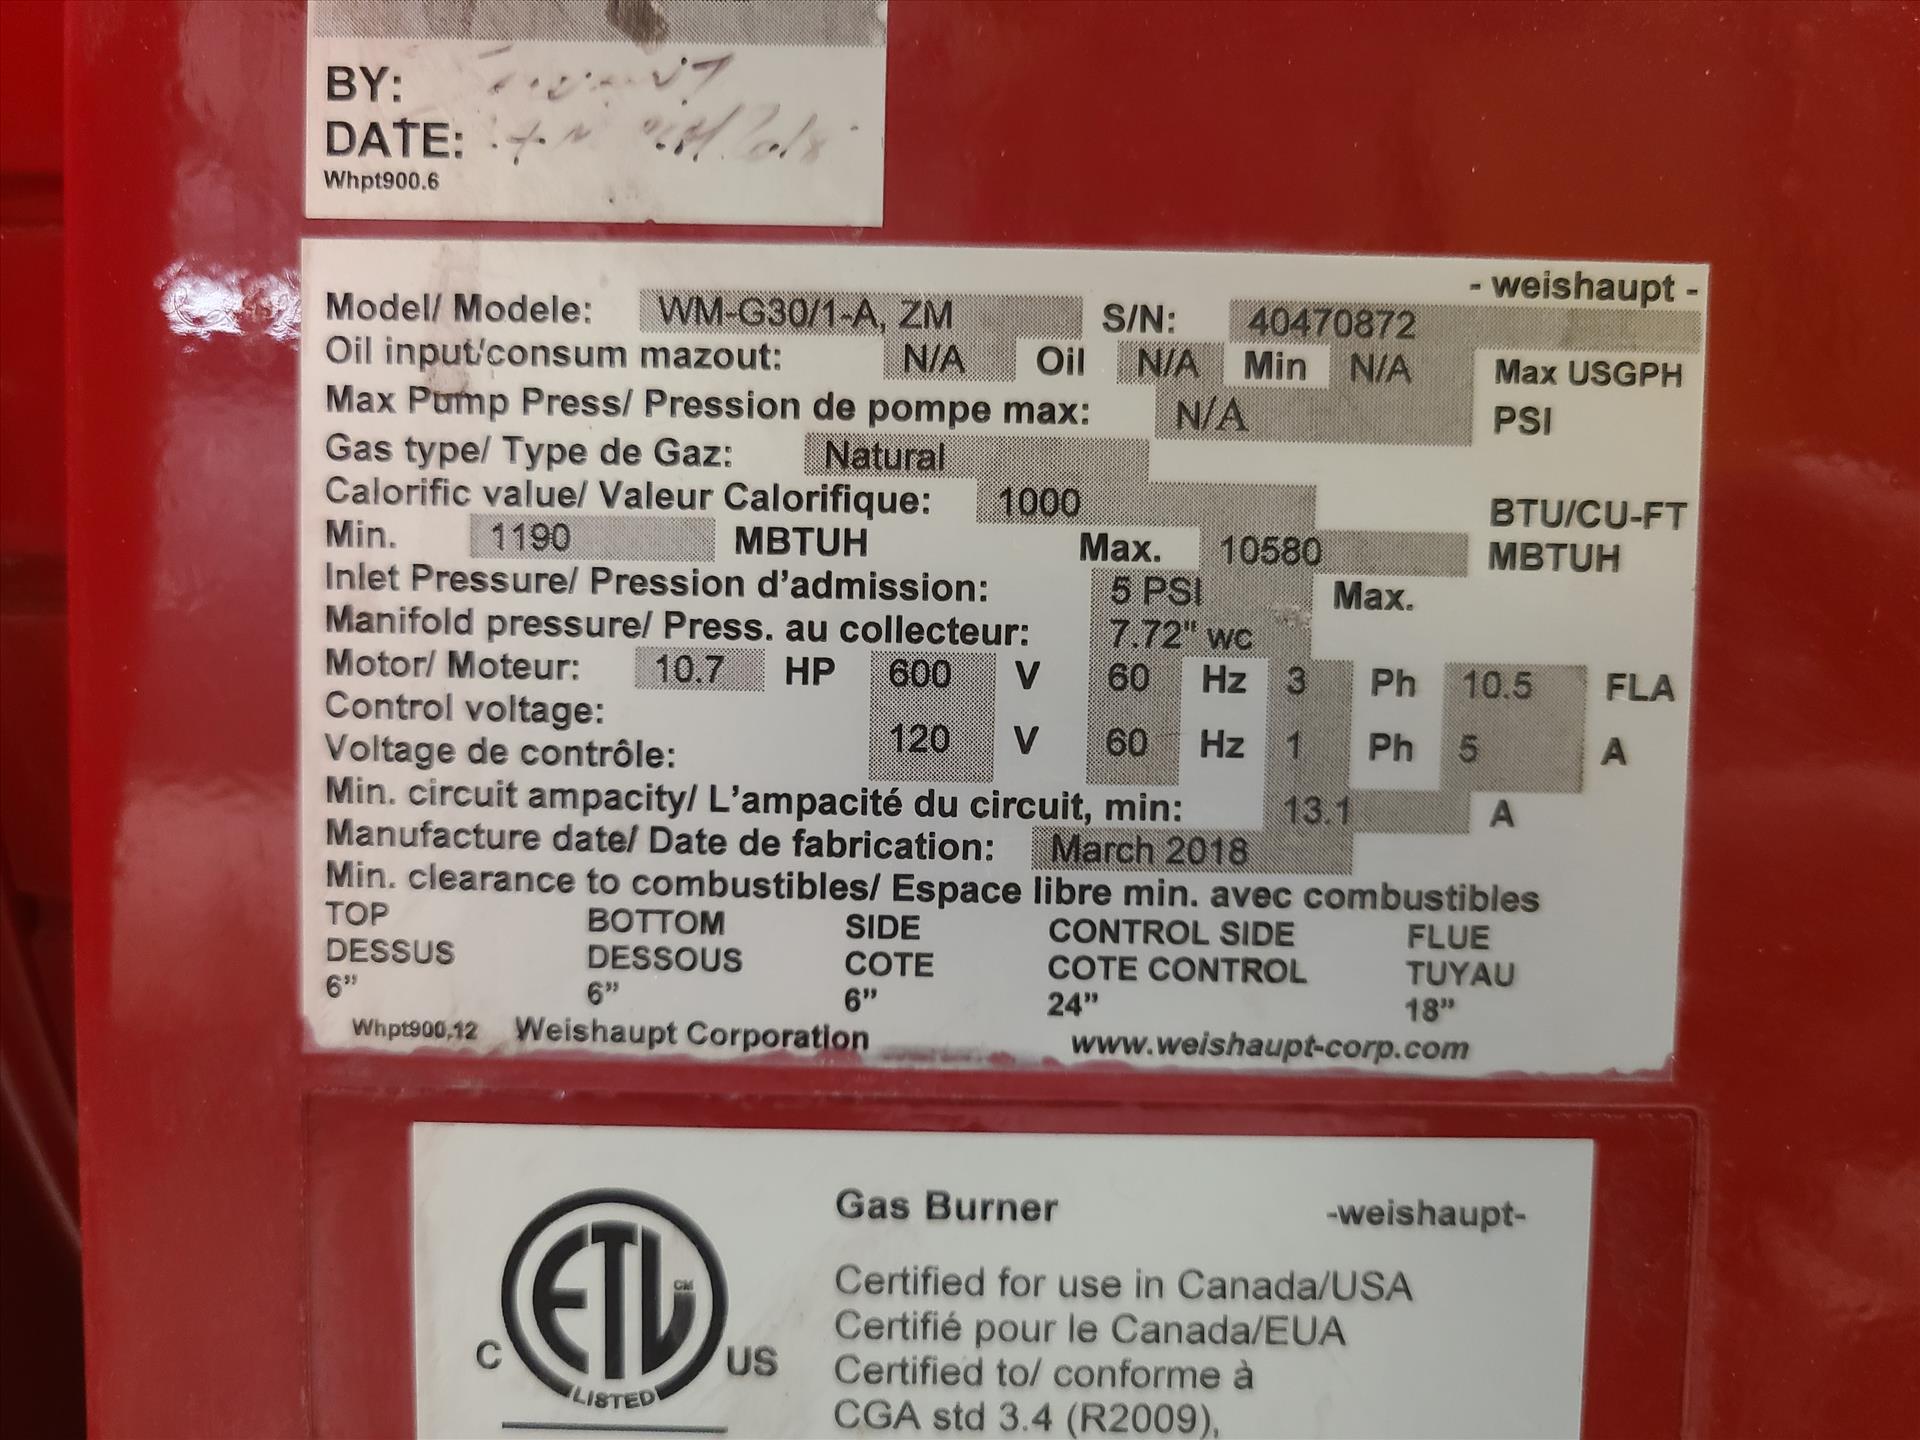 BY:
DATE:
Whpt900.6
- weishaupt -
Model/ Modele: WM-G30/1-A, ZM S/N: 40470872
Oil input/consum mazout: N/A Oil N/A Min N/A Max USGPH
Max Pump Press/ Pression de pompe max: N/A PSI
Gas type/ Type de Gaz: Natural
Calorific value/ Valeur Calorifique: 1000 BTU/CU-FT
Min. 1190 MBTUH Max. 10580 MBTUH
Inlet Pressure/ Pression d'admission: 5 PSI Max.
Manifold pressure/ Press. au collecteur: 7.72" wc
Motor/ Moteur: 10.7 HP 600 V 60 Hz 3 Ph 10.5 FLA
Control voltage:
Voltage de contrôle: 120 V 60 Hz 1 Ph 5 A
Min. circuit ampacity/ L'ampacité du circuit, min: 13.1 A
Manufacture date/ Date de fabrication: March 2018
Min. clearance to combustibles/ Espace libre min. avec combustibles
TOP BOTTOM SIDE CONTROL SIDE FLUE
DESSUS DESSOUS COTE COTE CONTROL TUYAU
6" 6" 6" 24" 18"
Whpt900.12 Weishaupt Corporation www.weishaupt-corp.com
Gas Burner -weishaupt-
Certified for use in Canada/USA
Certifié pour le Canada/EUA
Certified to/ conforme à
CGA std 3.4 (R2009),
ETL CM
C US
LISTED